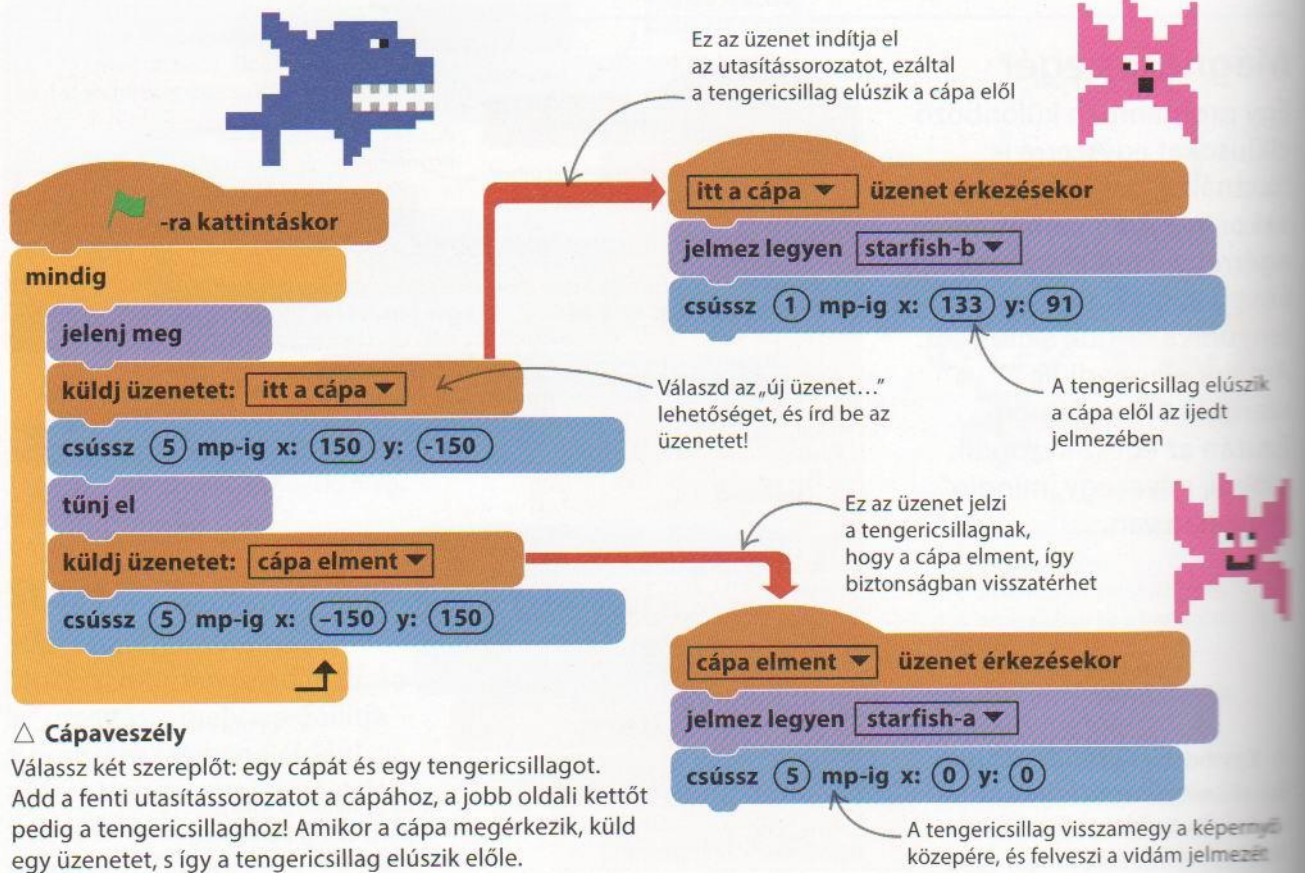 Ez az üzenet indítja el
az utasítássorozatot, ezáltal
a tengericsillag elúszik a cápa elől
-ra kattintáskor
mindig
jelenj meg
küldj üzenetet: itt a cápa ▼
csússz 5 mp-ig x: 150 y: -150
tűnj el
küldj üzenetet: cápa elment ▼
csússz 5 mp-ig x: -150 y: 150
itt a cápa ▼ üzenet érkezésekor
jelmez legyen starfish-b ▼
csússz 1 mp-ig x: 133 y: 91
Válaszd az „új üzenet…”
lehetőséget, és írd be az
üzenetet!
A tengericsillag elúszik
a cápa elől az ijedt
jelmezében
Ez az üzenet jelzi
a tengericsillagnak,
hogy a cápa elment, így
biztonságban visszatérhet
cápa elment ▼ üzenet érkezésekor
jelmez legyen starfish-a ▼
csússz 5 mp-ig x: 0 y: 0
A tengericsillag visszamegy a képernyő
közepére, és felveszi a vidám jelmezét
△ Cápaveszély
Válassz két szereplőt: egy cápát és egy tengericsillagot.
Add a fenti utasítássorozatot a cápához, a jobb oldali kettőt
pedig a tengericsillaghoz! Amikor a cápa megérkezik, küld
egy üzenetet, s így a tengericsillag elúszik előle.